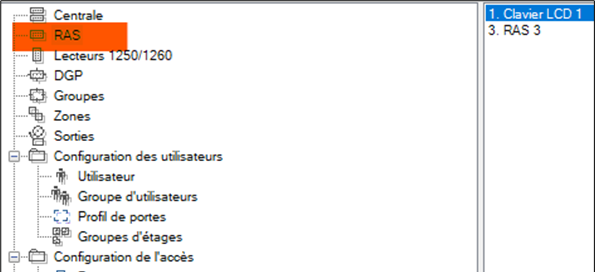 Centrale
RAS
Lecteurs 1250/1260
DGP
Groupes
Zones
Sorties
Configuration des utilisateurs
Utilisateur
Groupe d'utilisateurs
Profil de portes
Groupes d'étages
Configuration de l'accès
1. Clavier LCD 1
3. RAS 3